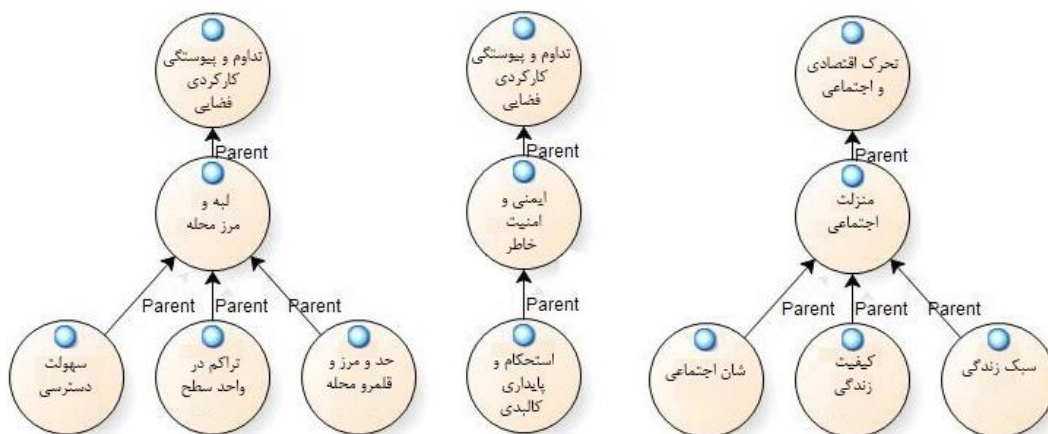 تداوم و پیوستگی
کارکردی
فضایی
Parent
لبه و
مرز محله
Parent
Parent
Parent
سهولت
دسترسی
تراکم در
واحد سطح
حد و مرز و
قلمرو محله
تداوم و پیوستگی
کارکردی
فضایی
Parent
ایمنی و
امنیت
خاطر
Parent
استحکام و
پایداری
کالبدی
تحرک اقتصادی
و اجتماعی
Parent
منزلت
اجتماعی
Parent
Parent
Parent
شان اجتماعی
کیفیت
زندگی
سبک زندگی